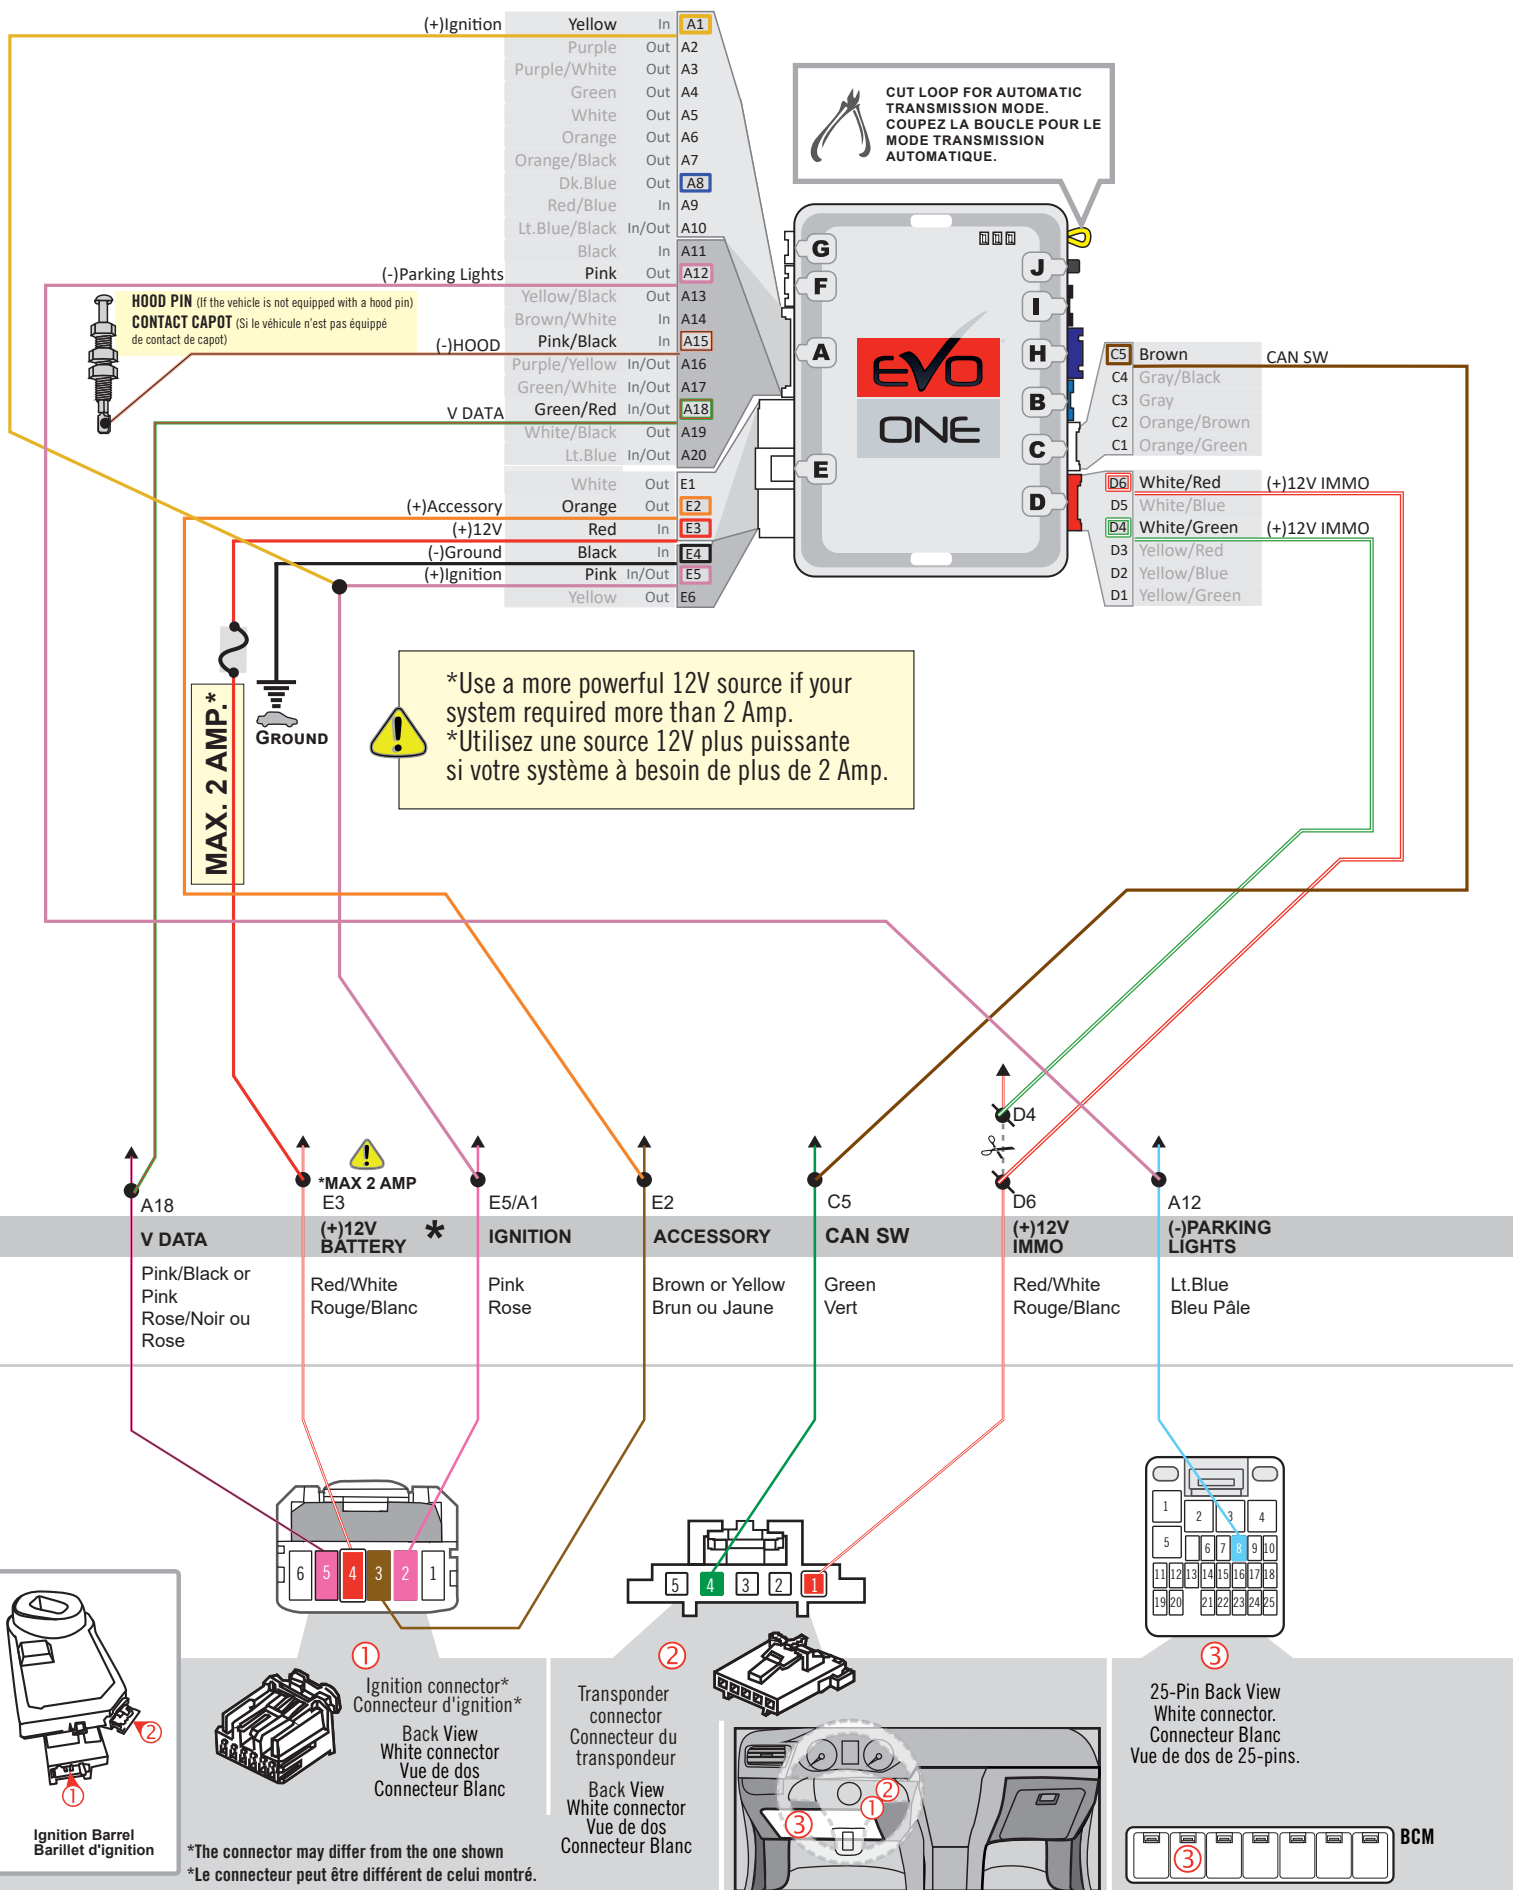 (+)Ignition Yellow In A1
Purple Out A2
Purple/White Out A3
Green Out A4
White Out A5
Orange Out A6
Orange/Black Out A7
Dk.Blue Out A8
Red/Blue In A9
Lt.Blue/Black In/Out A10
Black In A11
(-)Parking Lights Pink Out A12
Yellow/Black Out A13
Brown/White In A14
(-)HOOD Pink/Black In A15
Purple/Yellow In/Out A16
Green/White In/Out A17
V DATA Green/Red In/Out A18
White/Black Out A19
Lt.Blue In/Out A20
White Out E1
(+)Accessory Orange Out E2
(+)12V Red In E3
(-)Ground Black In E4
(+)Ignition Pink In/Out E5
Yellow Out E6
HOOD PIN (If the vehicle is not equipped with a hood pin)
CONTACT CAPOT (Si le véhicule n'est pas équippé
de contact de capot)
CUT LOOP FOR AUTOMATIC
TRANSMISSION MODE.
COUPEZ LA BOUCLE POUR LE
MODE TRANSMISSION
AUTOMATIQUE.
G
F
A
E
J
I
H
B
C
D
EVO
ONE
C5 Brown CAN SW
C4 Gray/Black
C3 Gray
C2 Orange/Brown
C1 Orange/Green
D6 White/Red (+)12V IMMO
D5 White/Blue
D4 White/Green (+)12V IMMO
D3 Yellow/Red
D2 Yellow/Blue
D1 Yellow/Green
MAX. 2 AMP.*
GROUND
*Use a more powerful 12V source if your
system required more than 2 Amp.
*Utilisez une source 12V plus puissante
si votre système à besoin de plus de 2 Amp.
D4
*MAX 2 AMP
A18 E3 E5/A1 E2 C5 D6 A12
V DATA
(+)12V
BATTERY *
IGNITION
ACCESSORY
CAN SW
(+)12V
IMMO
(-)PARKING
LIGHTS
Pink/Black or
Pink
Rose/Noir ou
Rose
Red/White
Rouge/Blanc
Pink
Rose
Brown or Yellow
Brun ou Jaune
Green
Vert
Red/White
Rouge/Blanc
Lt.Blue
Bleu Pâle
6 5 4 3 2 1
5 4 3 2 1
1 2 3 4
5 6 7 8 9 10
11 12 13 14 15 16 17 18
19 20 21 22 23 24 25
2
1
Ignition Barrel
Barillet d'ignition
1
Ignition connector*
Connecteur d'ignition*
Back View
White connector
Vue de dos
Connecteur Blanc
*The connector may differ from the one shown
*Le connecteur peut être différent de celui montré.
2
Transponder
connector
Connecteur du
transpondeur
Back View
White connector
Vue de dos
Connecteur Blanc
2
1
3
3
25-Pin Back View
White connector.
Connecteur Blanc
Vue de dos de 25-pins.
BCM
3